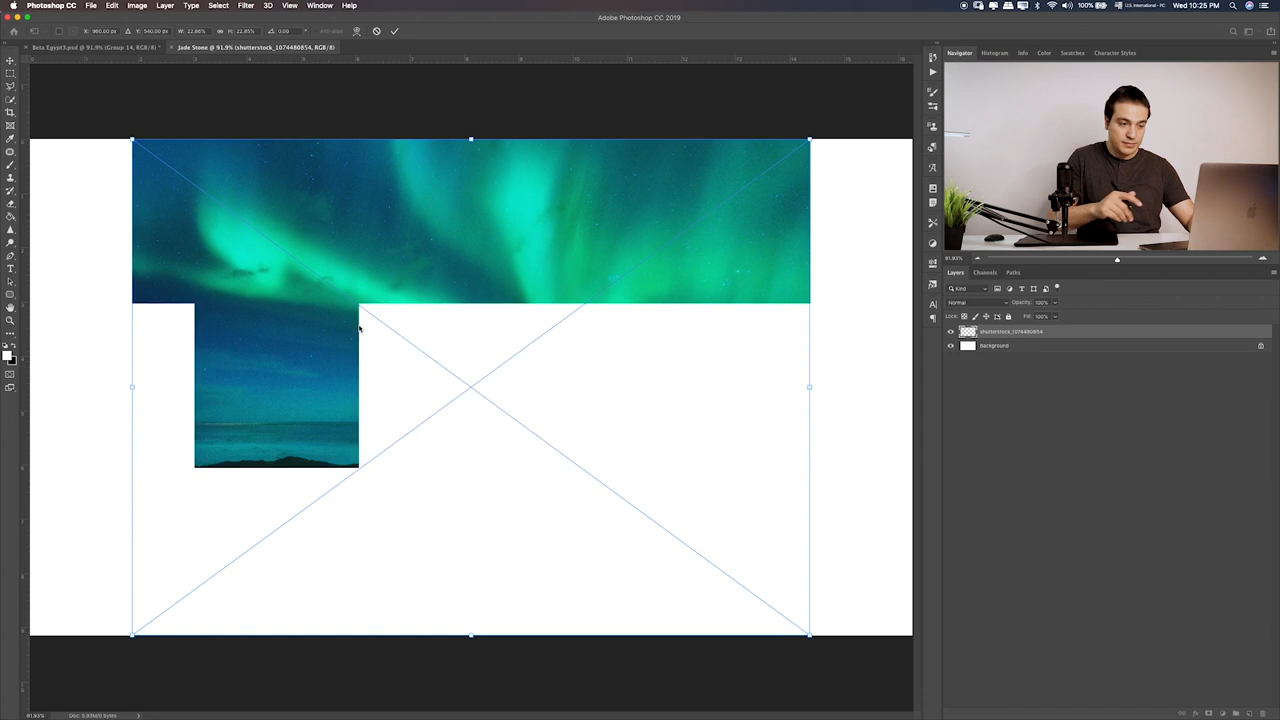 Photoshop CC File Edit Image Layer Type Select Filter 3D View Window Help 100% U.S. International - PC Wed 10:25 PM
Adobe Photoshop CC 2019
X: 960.00 px Y: 540.00 px W: 22.86% H: 22.85% 0.00 Anti-alias
Beta Egypt3.psd @ 91.9% (Group 14, RGB/8) * Jade Stone @ 91.9% (shutterstock_1074480854, RGB/8)
Navigator Histogram Info Color Swatches Character Styles
91.93%
Layers Channels Paths
Kind
Normal Opacity: 100%
Lock: Fill: 100%
shutterstock_1074480854
Background
91.93% Doc: 5.93M/0 bytes